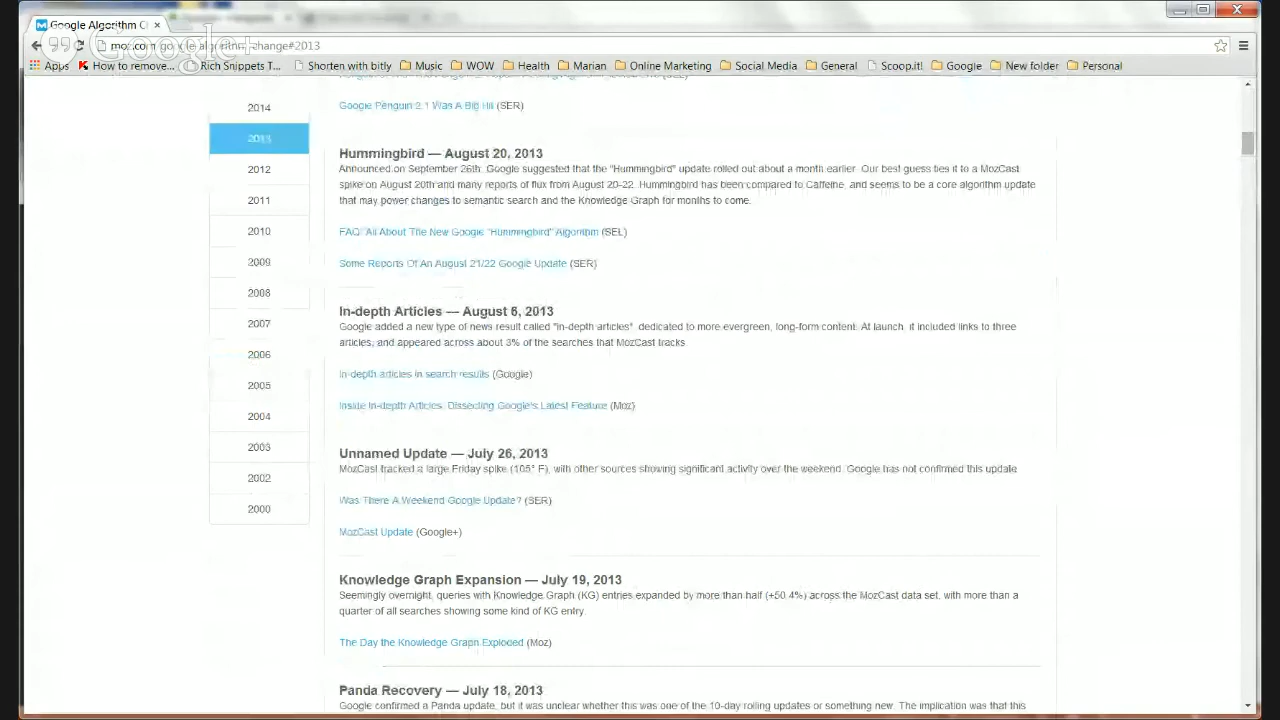 Google Algorithm C
Google+
Apps How to remove... Rich Snippets T... Shorten with bitly Music WOW Health Marian Online Marketing Social Media General Scoop.it! Google New folder Personal
2014
2013
2012
2011
2010
2009
2008
2007
2006
2005
2004
2003
2002
2000
Google Penguin 2.1 Was A Big Hit (SER)
Hummingbird — August 20, 2013
Announced on September 26th, Google suggested that the "Hummingbird" update rolled out about a month earlier. Our best guess ties it to a MozCast
spike on August 20th and many reports of flux from August 20-22. Hummingbird has been compared to Caffeine, and seems to be a core algorithm update
that may power changes to semantic search and the Knowledge Graph for months to come.
FAQ: All About The New Google "Hummingbird" Algorithm (SEL)
Some Reports Of An August 21/22 Google Update (SER)
In-depth Articles — August 6, 2013
Google added a new type of news result called "in-depth articles", dedicated to more evergreen, long-form content. At launch, it included links to three
articles, and appeared across about 3% of the searches that MozCast tracks.
In-depth articles in search results (Google)
Inside In-depth Articles: Dissecting Google's Latest Feature (Moz)
Unnamed Update — July 26, 2013
MozCast tracked a large Friday spike (105° F), with other sources showing significant activity over the weekend. Google has not confirmed this update.
Was There A Weekend Google Update? (SER)
MozCast Update (Google+)
Knowledge Graph Expansion — July 19, 2013
Seemingly overnight, queries with Knowledge Graph (KG) entries expanded by more than half (+50.4%) across the MozCast data set, with more than a
quarter of all searches showing some kind of KG entry.
The Day the Knowledge Graph Exploded (Moz)
Panda Recovery — July 18, 2013
Google confirmed a Panda update, but it was unclear whether this was one of the 10-day rolling updates or something new. The implication was that this